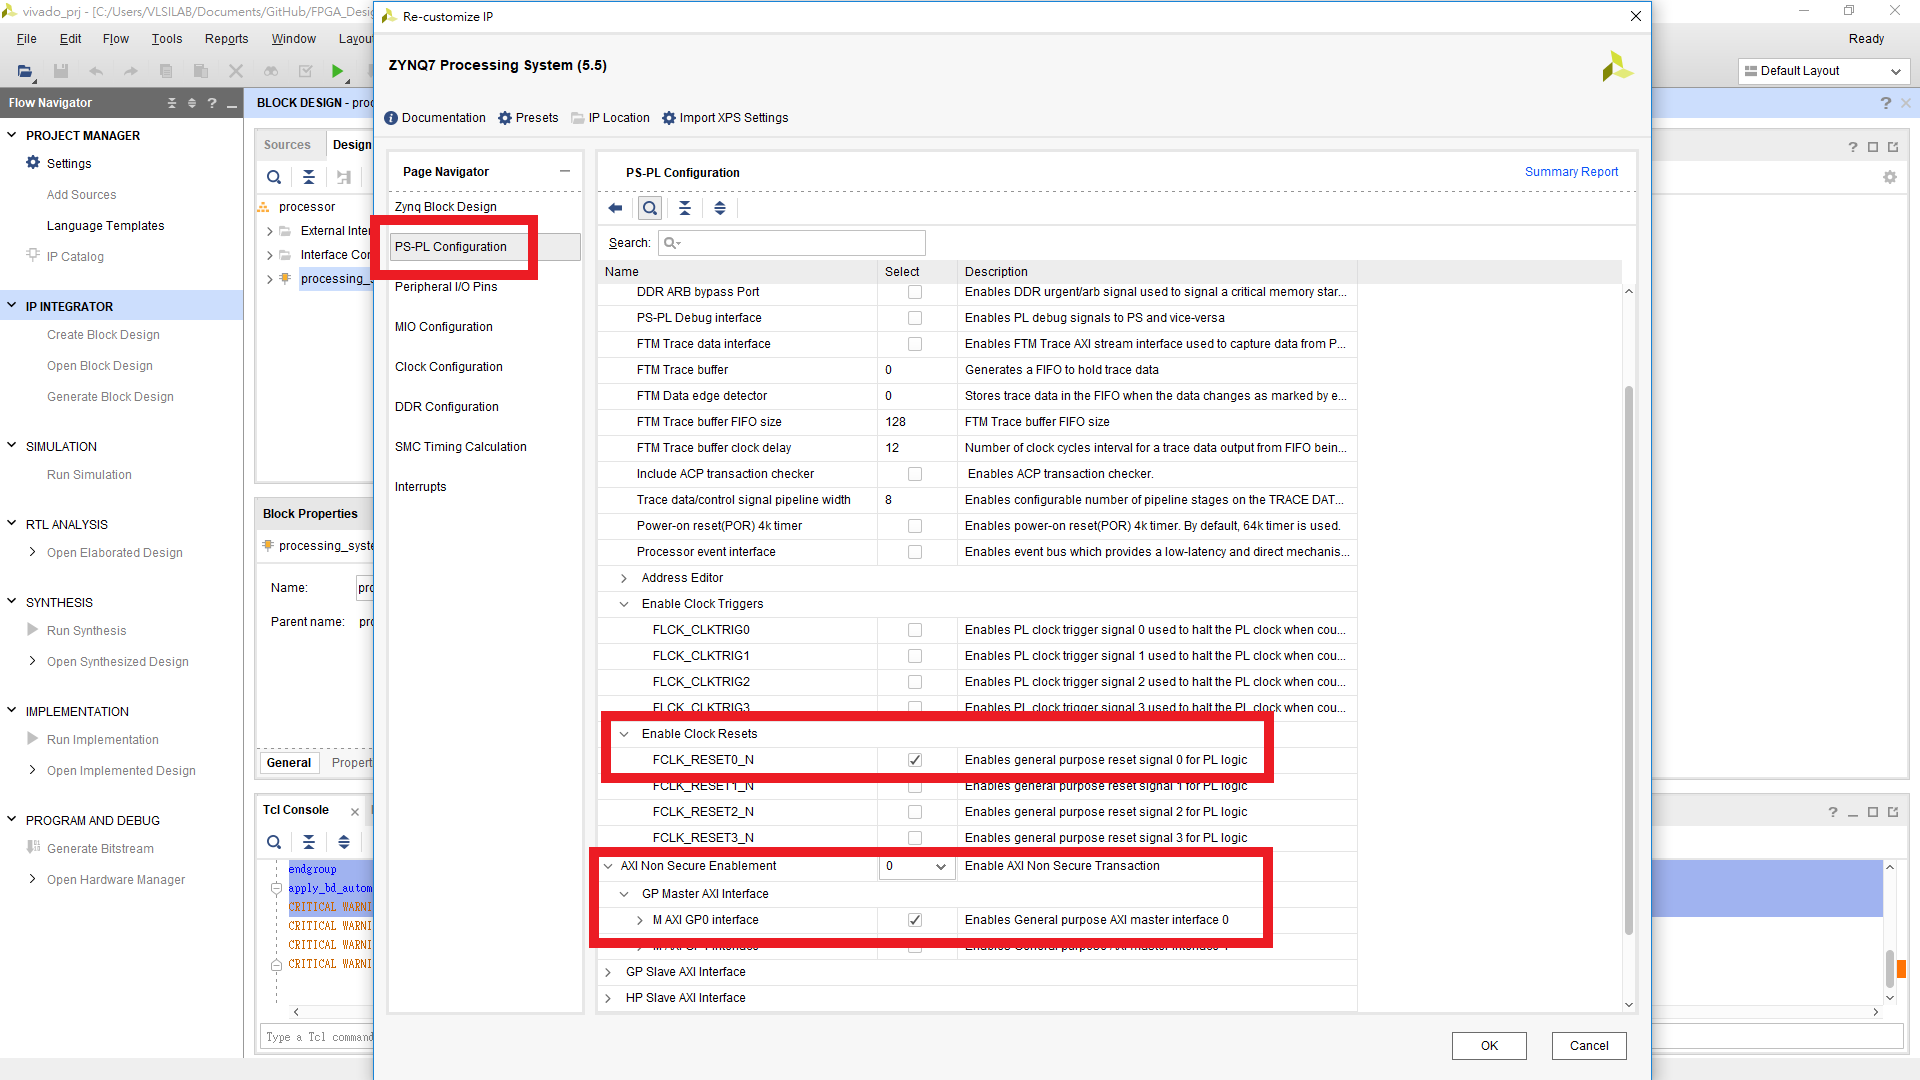 vivado_prj - [C:/Users/VLSILAB/Documents/GitHub/FPGA_Desi
Re-customize IP
File Edit Flow Tools Reports Window Layou
Ready
ZYNQ7 Processing System (5.5)
Default Layout
Flow Navigator
BLOCK DESIGN - proc
Documentation Presets IP Location Import XPS Settings
PROJECT MANAGER
Settings
Add Sources
Language Templates
IP Catalog
IP INTEGRATOR
Create Block Design
Open Block Design
Generate Block Design
SIMULATION
Run Simulation
RTL ANALYSIS
Open Elaborated Design
SYNTHESIS
Run Synthesis
Open Synthesized Design
IMPLEMENTATION
Run Implementation
Open Implemented Design
PROGRAM AND DEBUG
Generate Bitstream
Open Hardware Manager
Sources Design
processor
External Inte
Interface Con
processing_s
Block Properties
processing_syste
Name: pro
Parent name: pro
General Propert
Tcl Console
endgroup
apply_bd_autom
CRITICAL WARNI
CRITICAL WARNI
CRITICAL WARNI
CRITICAL WARNI
Type a Tcl command
Page Navigator
Zynq Block Design
PS-PL Configuration
Peripheral I/O Pins
MIO Configuration
Clock Configuration
DDR Configuration
SMC Timing Calculation
Interrupts
PS-PL Configuration
Summary Report
Search:
Name Select Description
DDR ARB bypass Port Enables DDR urgent/arb signal used to signal a critical memory star...
PS-PL Debug interface Enables PL debug signals to PS and vice-versa
FTM Trace data interface Enables FTM Trace AXI stream interface used to capture data from P...
FTM Trace buffer 0 Generates a FIFO to hold trace data
FTM Data edge detector 0 Stores trace data in the FIFO when the data changes as marked by e...
FTM Trace buffer FIFO size 128 FTM Trace buffer FIFO size
FTM Trace buffer clock delay 12 Number of clock cycles interval for a trace data output from FIFO bein...
Include ACP transaction checker Enables ACP transaction checker.
Trace data/control signal pipeline width 8 Enables configurable number of pipeline stages on the TRACE DAT...
Power-on reset(POR) 4k timer Enables power-on reset(POR) 4k timer. By default, 64k timer is used.
Processor event interface Enables event bus which provides a low-latency and direct mechanis...
Address Editor
Enable Clock Triggers
FLCK_CLKTRIG0 Enables PL clock trigger signal 0 used to halt the PL clock when cou...
FLCK_CLKTRIG1 Enables PL clock trigger signal 1 used to halt the PL clock when cou...
FLCK_CLKTRIG2 Enables PL clock trigger signal 2 used to halt the PL clock when cou...
FLCK_CLKTRIG3 Enables PL clock trigger signal 3 used to halt the PL clock when cou...
Enable Clock Resets
FCLK_RESET0_N Enables general purpose reset signal 0 for PL logic
FCLK_RESET1_N Enables general purpose reset signal 1 for PL logic
FCLK_RESET2_N Enables general purpose reset signal 2 for PL logic
FCLK_RESET3_N Enables general purpose reset signal 3 for PL logic
AXI Non Secure Enablement 0 Enable AXI Non Secure Transaction
GP Master AXI Interface
M AXI GP0 interface Enables General purpose AXI master interface 0
M AXI GP1 interface Enables General purpose AXI master interface 1
GP Slave AXI Interface
HP Slave AXI Interface
OK Cancel